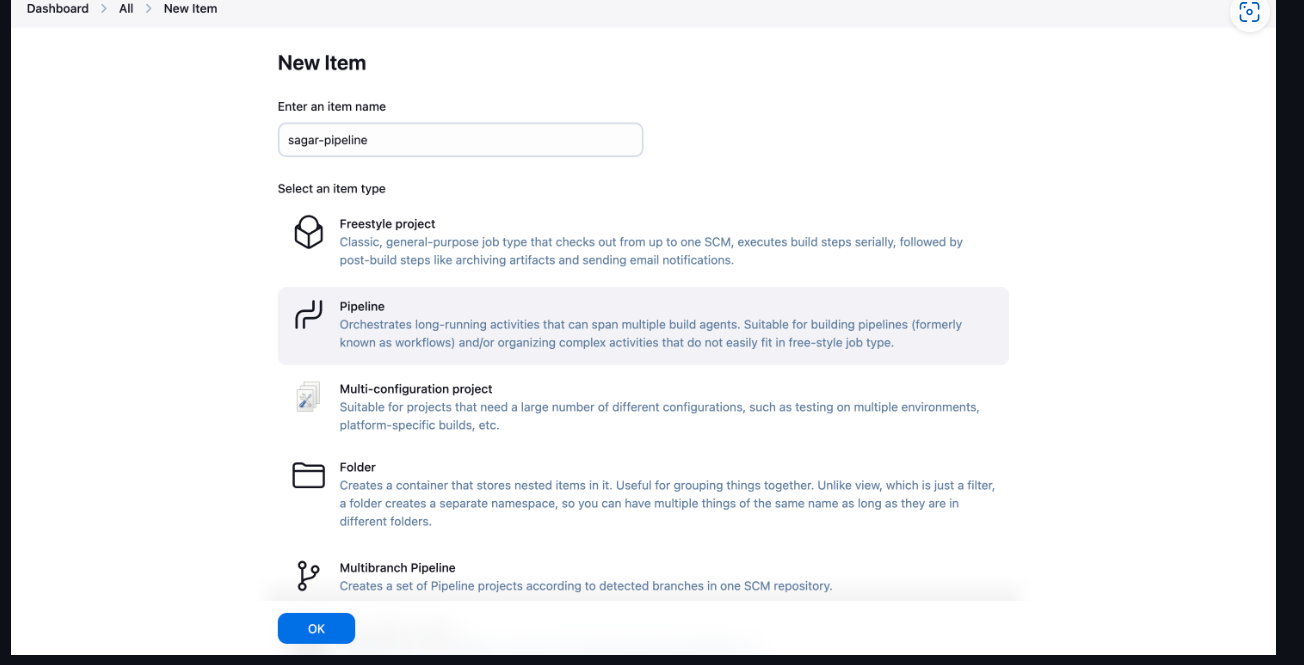 Dashboard > All > New Item
New Item
Enter an item name
sagar-pipeline
Select an item type
Freestyle project
Classic, general-purpose job type that checks out from up to one SCM, executes build steps serially, followed by
post-build steps like archiving artifacts and sending email notifications.
Pipeline
Orchestrates long-running activities that can span multiple build agents. Suitable for building pipelines (formerly
known as workflows) and/or organizing complex activities that do not easily fit in free-style job type.
Multi-configuration project
Suitable for projects that need a large number of different configurations, such as testing on multiple environments,
platform-specific builds, etc.
Folder
Creates a container that stores nested items in it. Useful for grouping things together. Unlike view, which is just a filter,
a folder creates a separate namespace, so you can have multiple things of the same name as long as they are in
different folders.
Multibranch Pipeline
Creates a set of Pipeline projects according to detected branches in one SCM repository.
OK